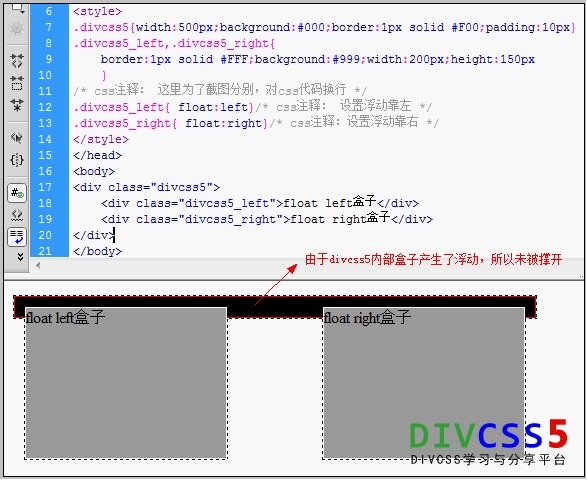 6 <style>
7 .divcss5{width:500px;background:#000;border:1px solid #F00;padding:10px}
8 .divcss5_left,.divcss5_right{
9 border:1px solid #FFF;background:#999;width:200px;height:150px
10 }
11 /* css注释: 这里为了截图分别，对css代码换行 */
12 .divcss5_left{ float:left}/* css注释: 设置浮动靠左 */
13 .divcss5_right{ float:right}/* css注释：设置浮动靠右 */
14 </style>
15 </head>
16 <body>
17 <div class="divcss5">
18 <div class="divcss5_left">float left盒子</div>
19 <div class="divcss5_right">float right盒子</div>
20 </div>
21 </body>
由于divcss5内部盒子产生了浮动，所以未被撑开
float left盒子
float right盒子
DIVCSS5
DIVCSS学习与分享平台